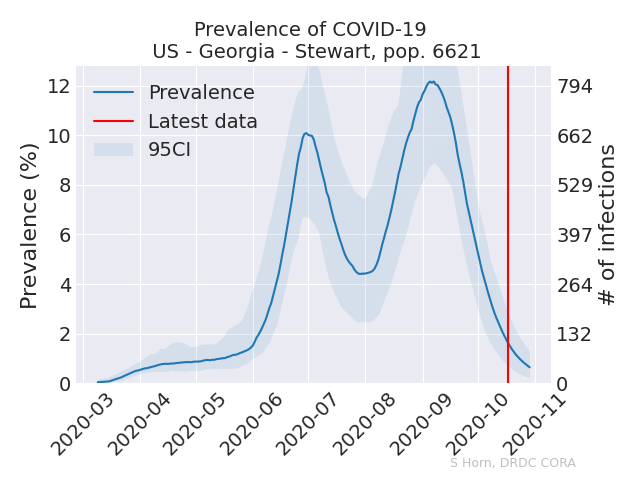 Prevalence of COVID-19
US - Georgia - Stewart, pop. 6621
Prevalence
Latest data
95CI
Prevalence (%)
12
10
8
6
4
2
0
794
662
529
397
264
132
0
# of infections
2020-03
2020-04
2020-05
2020-06
2020-07
2020-08
2020-09
2020-10
2020-11
S Horn, DRDC CORA